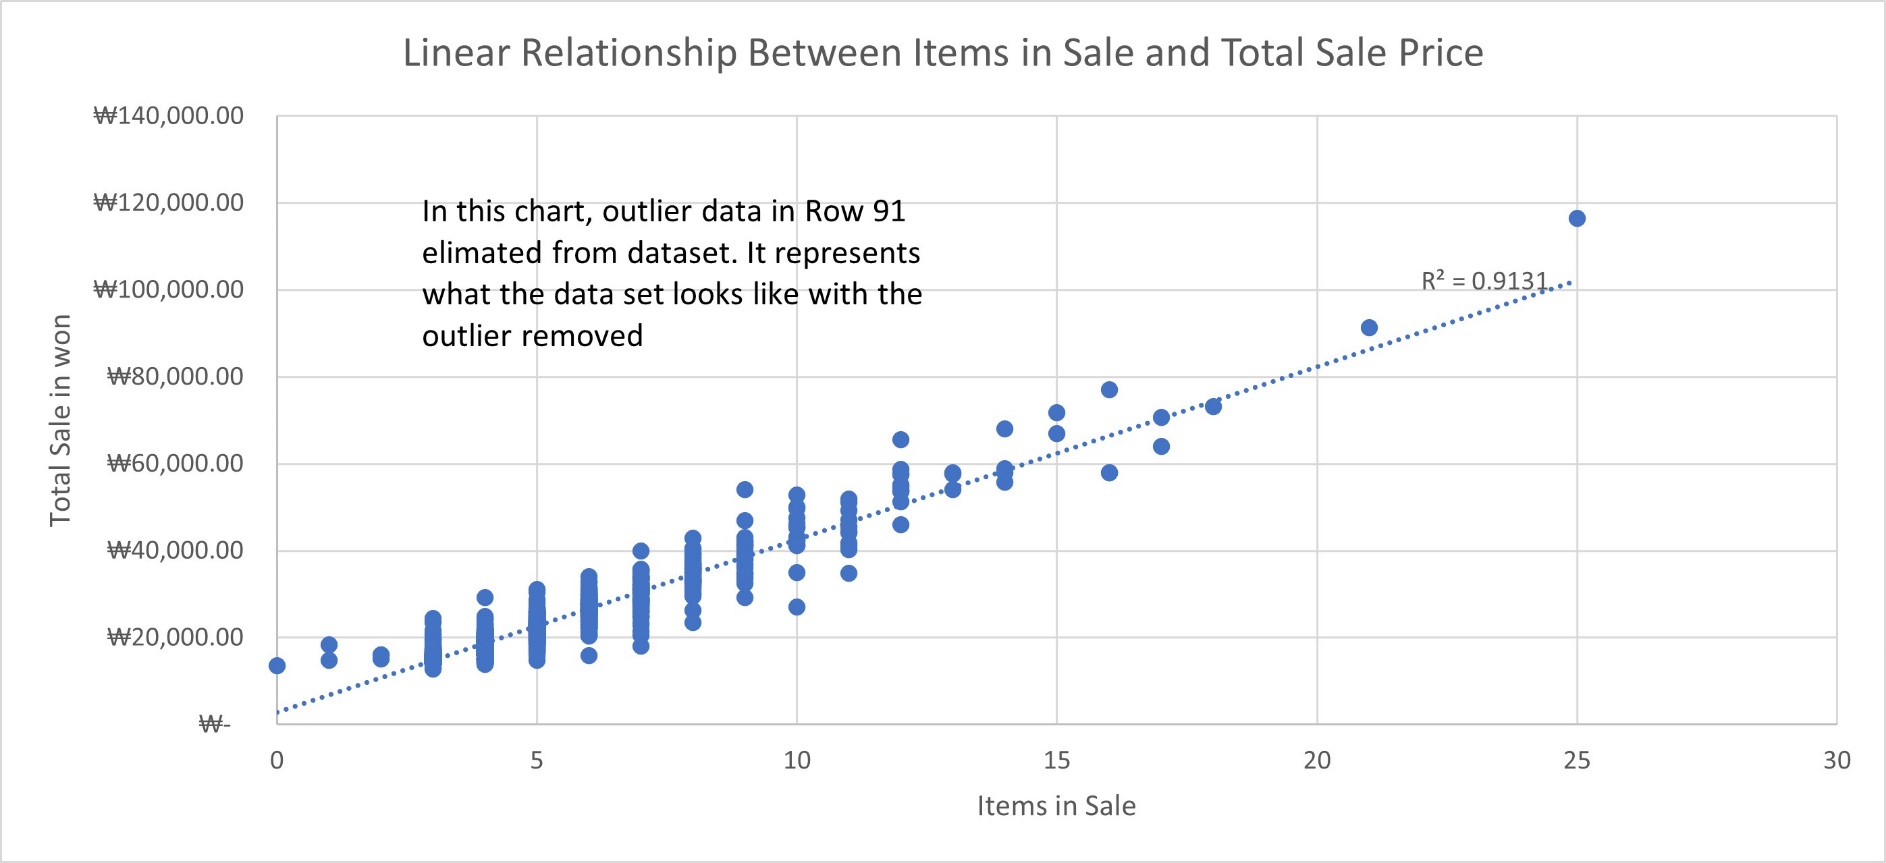 Linear Relationship Between Items in Sale and Total Sale Price
₩140,000.00
₩120,000.00
₩100,000.00
₩80,000.00
₩60,000.00
₩40,000.00
₩20,000.00
₩-
Total Sale in won
In this chart, outlier data in Row 91
elimated from dataset. It represents
what the data set looks like with the
outlier removed
R² = 0.9131
0 5 10 15 20 25 30
Items in Sale